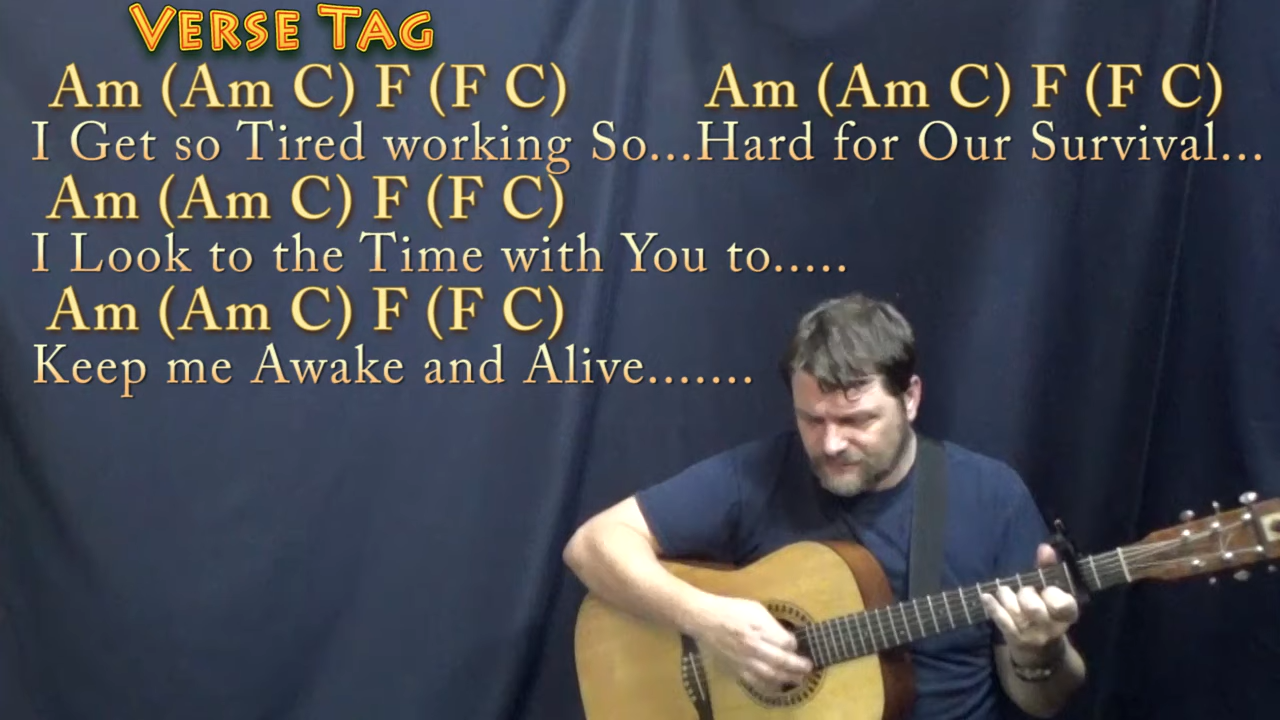 VERSE TAG
Am (Am C) F (F C) Am (Am C) F (F C)
I Get so Tired working So...Hard for Our Survival...
Am (Am C) F (F C)
I Look to the Time with You to.....
Am (Am C) F (F C)
Keep me Awake and Alive.......